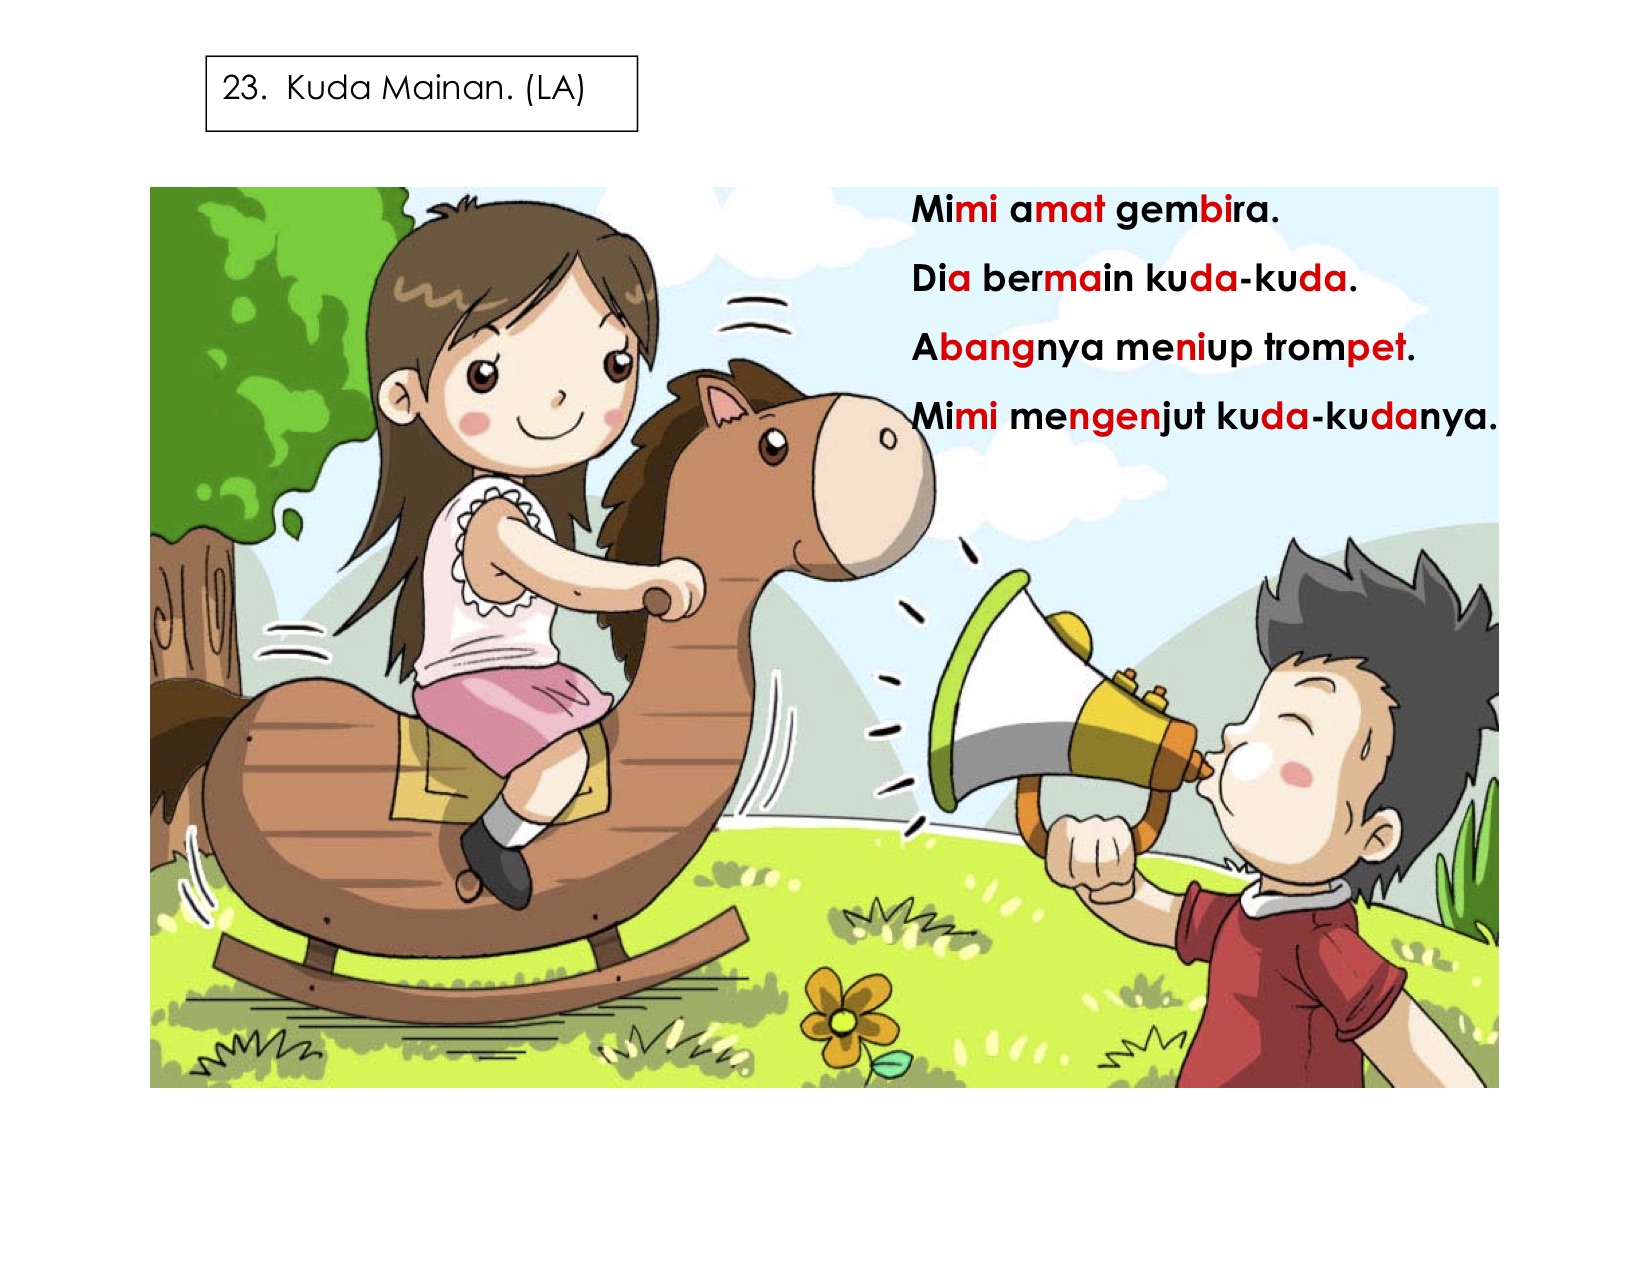 23. Kuda Mainan. (LA)
Mimi amat gembira.
Dia bermain kuda-kuda.
Abangnya meniup trompet.
Mimi mengenjut kuda-kudanya.